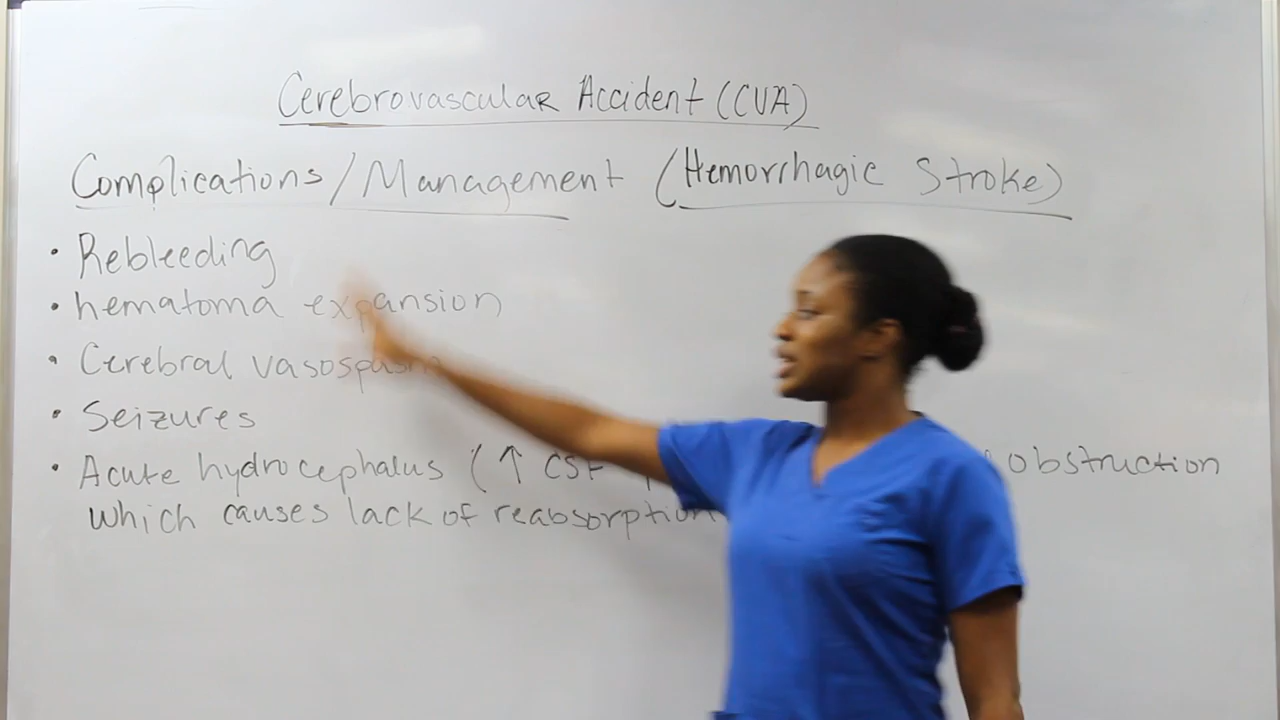 Cerebrovascular Accident (CVA)
Complications/Management (Hemorrhagic Stroke)
• Rebleeding
• hematoma expansion
• Cerebral vasospasm
• Seizures
• Acute hydrocephalus (↑ CSF obstruction
which causes lack of reabsorption